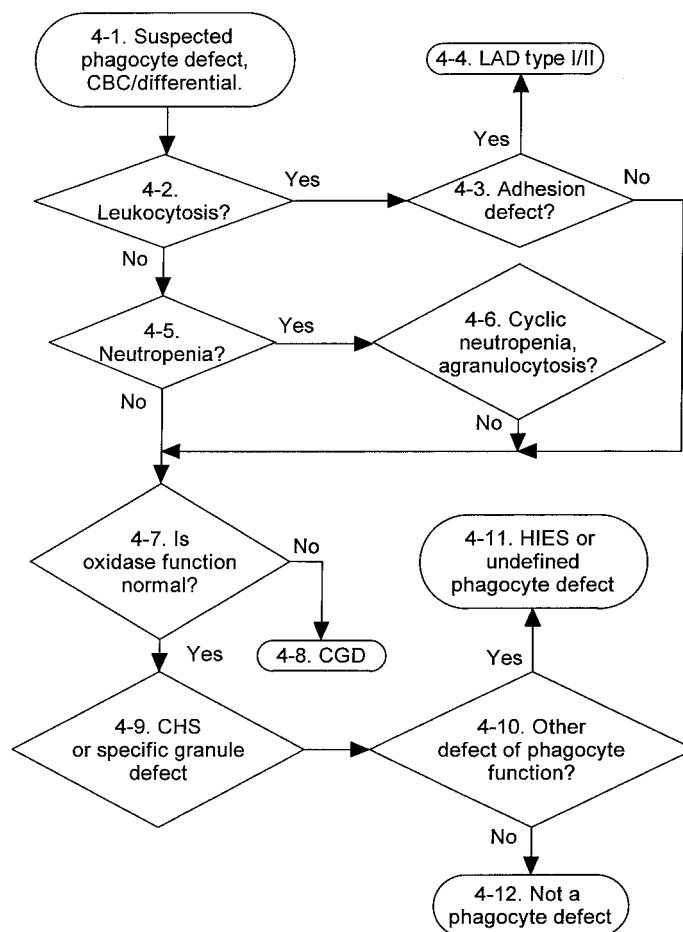 4-1. Suspected
phagocyte defect,
CBC/differential.
4-4. LAD type I/II
Yes
4-2.
Leukocytosis?
Yes
4-3. Adhesion
defect?
No
No
4-5.
Neutropenia?
Yes
4-6. Cyclic
neutropenia,
agranulocytosis?
No
No
4-7. Is
oxidase function
normal?
No
4-8. CGD
Yes
4-11. HIES or
undefined
phagocyte defect
Yes
4-9. CHS
or specific granule
defect
4-10. Other
defect of phagocyte
function?
No
4-12. Not a
phagocyte defect